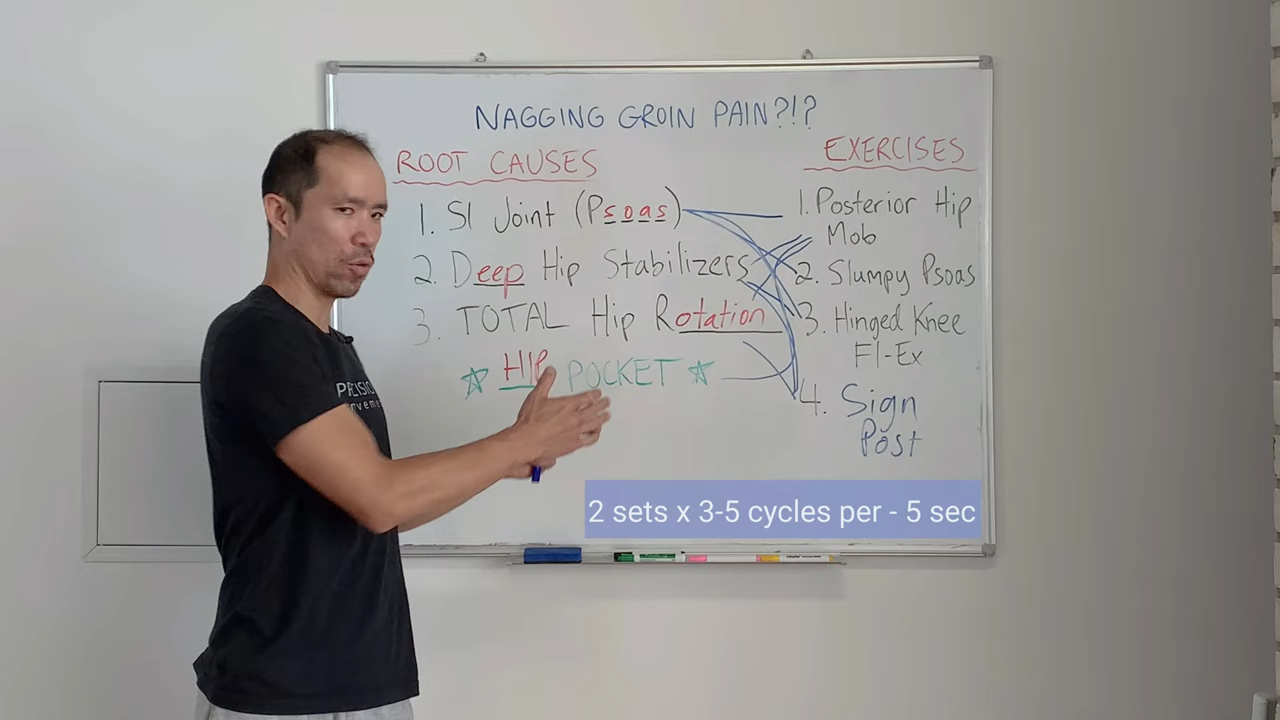 NAGGING GROIN PAIN?!?
ROOT CAUSES
1. SI Joint (Psoas)
2. Deep Hip Stabilizers
3. TOTAL Hip Rotation
☆ HIP POCKET ☆
EXERCISES
1. Posterior Hip
Mob
2. Slumpy Psoas
3. Hinged Knee
Fl-Ex
4. Sign
Post
2 sets x 3-5 cycles per - 5 sec